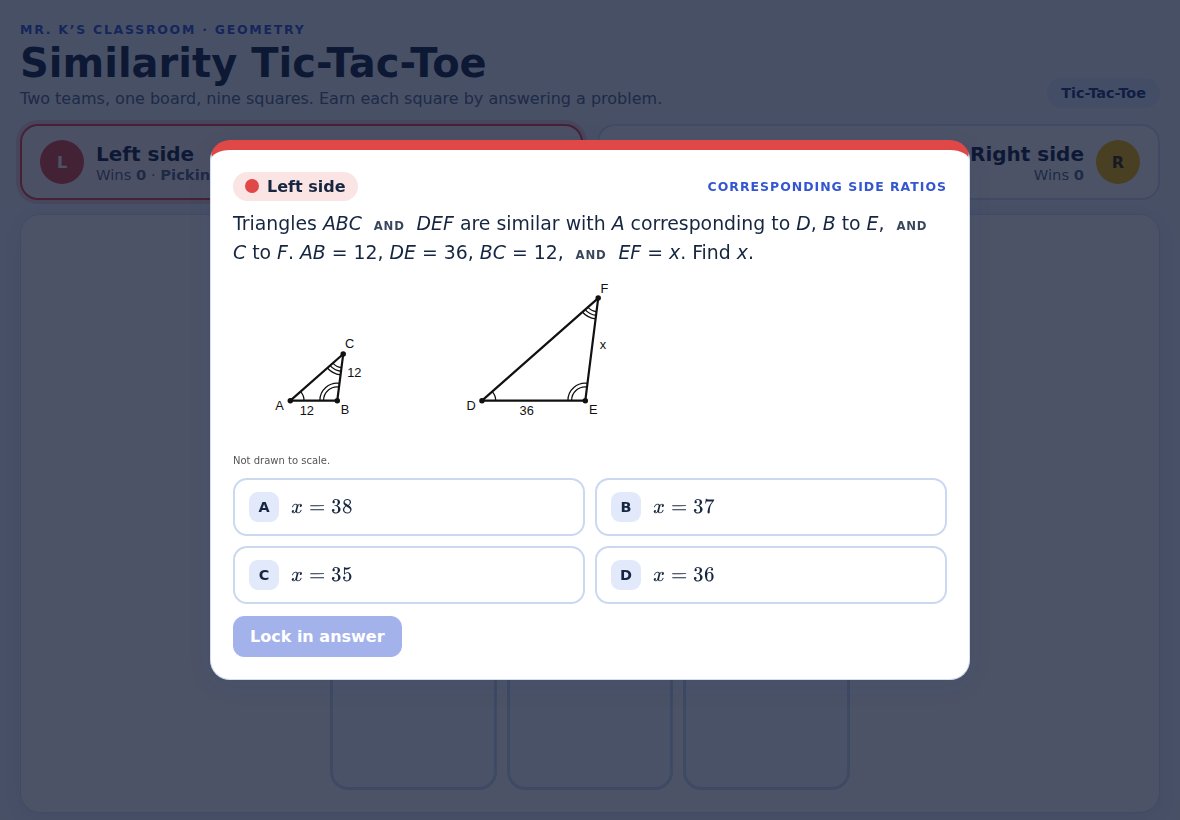 MR. K’S CLASSROOM · GEOMETRY
Similarity Tic-Tac-Toe
Two teams, one board, nine squares. Earn each square by answering a problem.
Tic-Tac-Toe
L
Left side
Wins 0 · Pickin
Right side
Wins 0
R
Left side
CORRESPONDING SIDE RATIOS
Triangles ABC AND DEF are similar with A corresponding to D, B to E, AND
C to F. AB = 12, DE = 36, BC = 12, AND EF = x. Find x.
F
C
x
12
A
12
B
D
36
E
Not drawn to scale.
A x = 38
B x = 37
C x = 35
D x = 36
Lock in answer